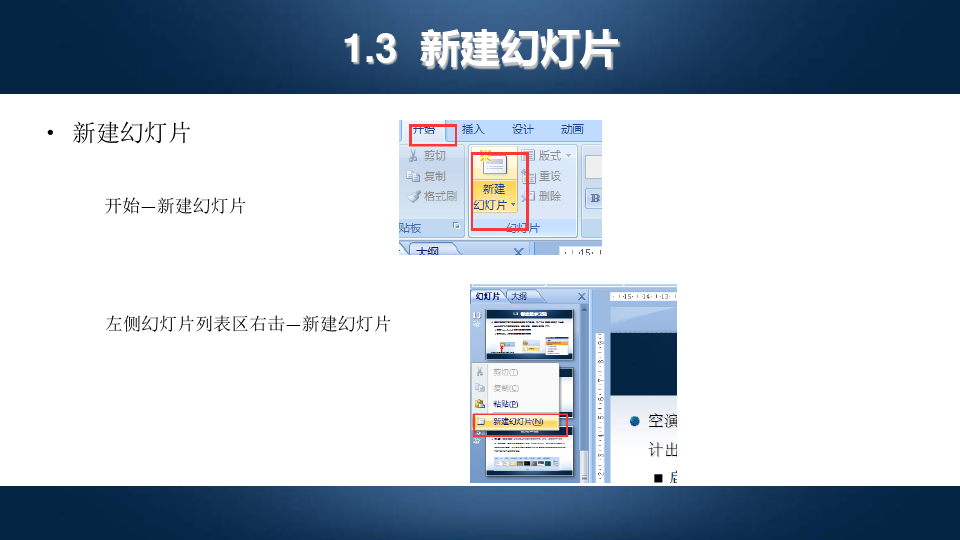 1.3 新建幻灯片
• 新建幻灯片
开始 插入 设计 动画
剪切 版式
复制 重设
格式刷 新建 幻灯片 删除 B
贴板 幻灯片
大纲
开始—新建幻灯片
幻灯片 大纲
13
左侧幻灯片列表区右击—新建幻灯片
剪切(T)
复制(C)
粘贴(P)
新建幻灯片(N)
空演
计出